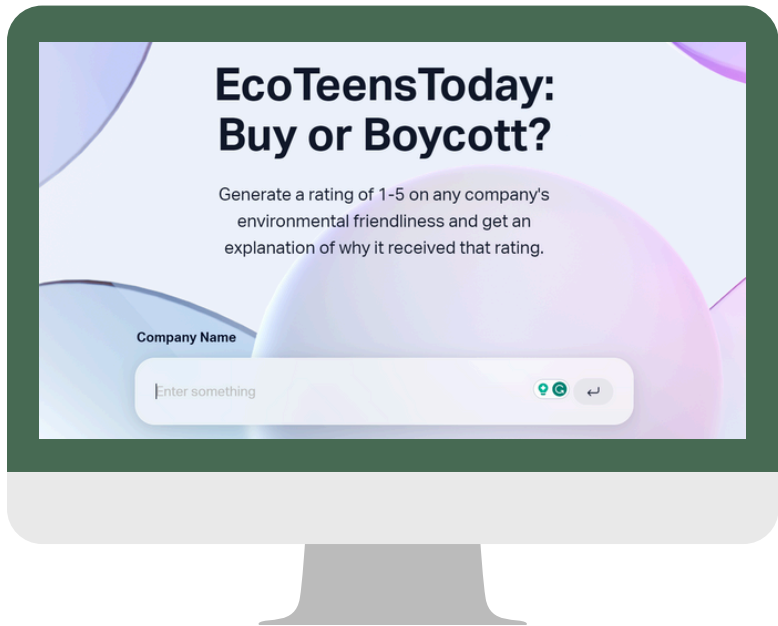 EcoTeensToday:
Buy or Boycott?
Generate a rating of 1-5 on any company's
environmental friendliness and get an
explanation of why it received that rating.
Company Name
Enter something